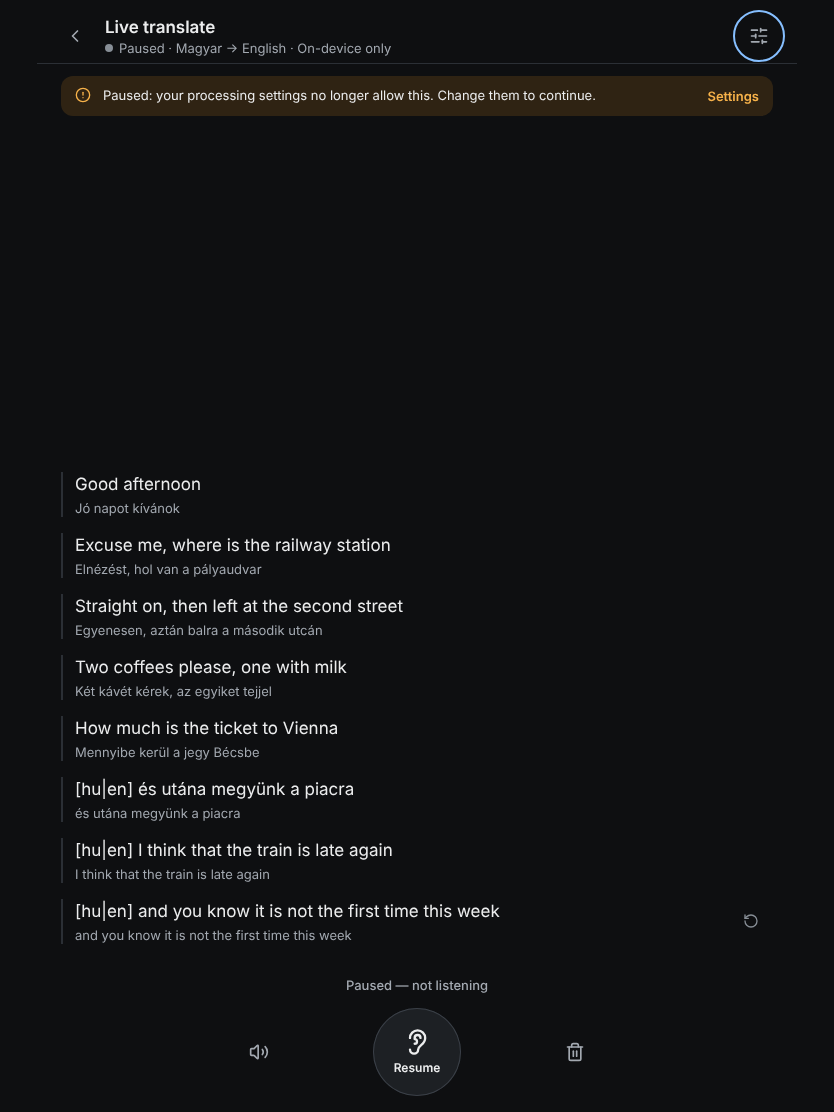 Live translate
Paused · Magyar → English · On-device only
Paused: your processing settings no longer allow this. Change them to continue.
Settings
Good afternoon
Jó napot kívánok
Excuse me, where is the railway station
Elnézést, hol van a pályaudvar
Straight on, then left at the second street
Egyenesen, aztán balra a második utcán
Two coffees please, one with milk
Két kávét kérek, az egyiket tejjel
How much is the ticket to Vienna
Mennyibe kerül a jegy Bécsbe
[hu|en] és utána megyünk a piacra
és utána megyünk a piacra
[hu|en] I think that the train is late again
I think that the train is late again
[hu|en] and you know it is not the first time this week
and you know it is not the first time this week
Paused — not listening
Resume